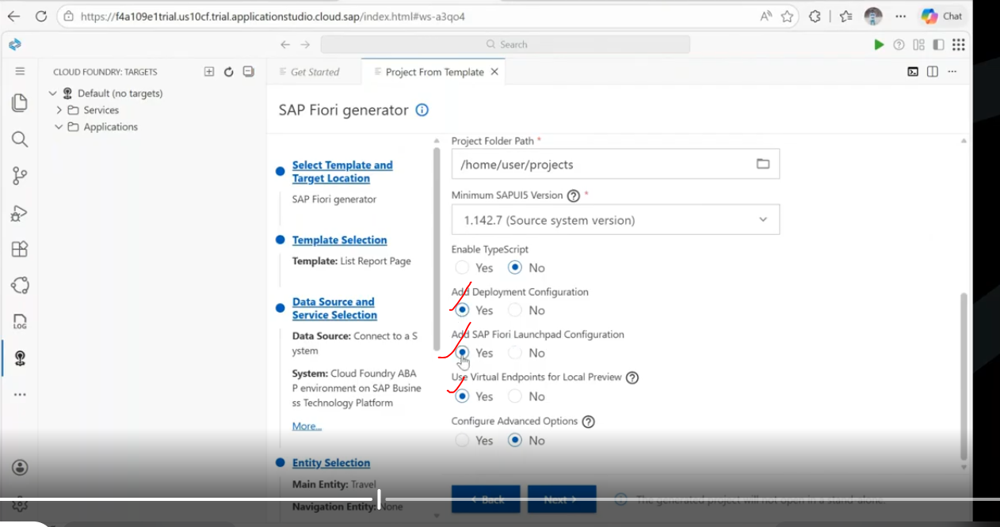 https://f4a109e1trial.us10cf.trial.applicationstudio.cloud.sap/index.html#ws-a3qo4
Chat
Search
CLOUD FOUNDRY: TARGETS
Get Started
Project From Template
Default (no targets)
Services
Applications
SAP Fiori generator
Select Template and
Target Location
SAP Fiori generator
Template Selection
Template: List Report Page
Data Source and
Service Selection
Data Source: Connect to a S
ystem
System: Cloud Foundry ABA
P environment on SAP Busine
ss Technology Platform
More...
Entity Selection
Main Entity: Travel
Navigation Entity: None
Project Folder Path *
/home/user/projects
Minimum SAPUI5 Version *
1.142.7 (Source system version)
Enable TypeScript
Yes No
Add Deployment Configuration
Yes No
Add SAP Fiori Launchpad Configuration
Yes No
Use Virtual Endpoints for Local Preview
Yes No
Configure Advanced Options
Yes No
< Back Next >
The generated project will not open in a stand-alone.
LOG